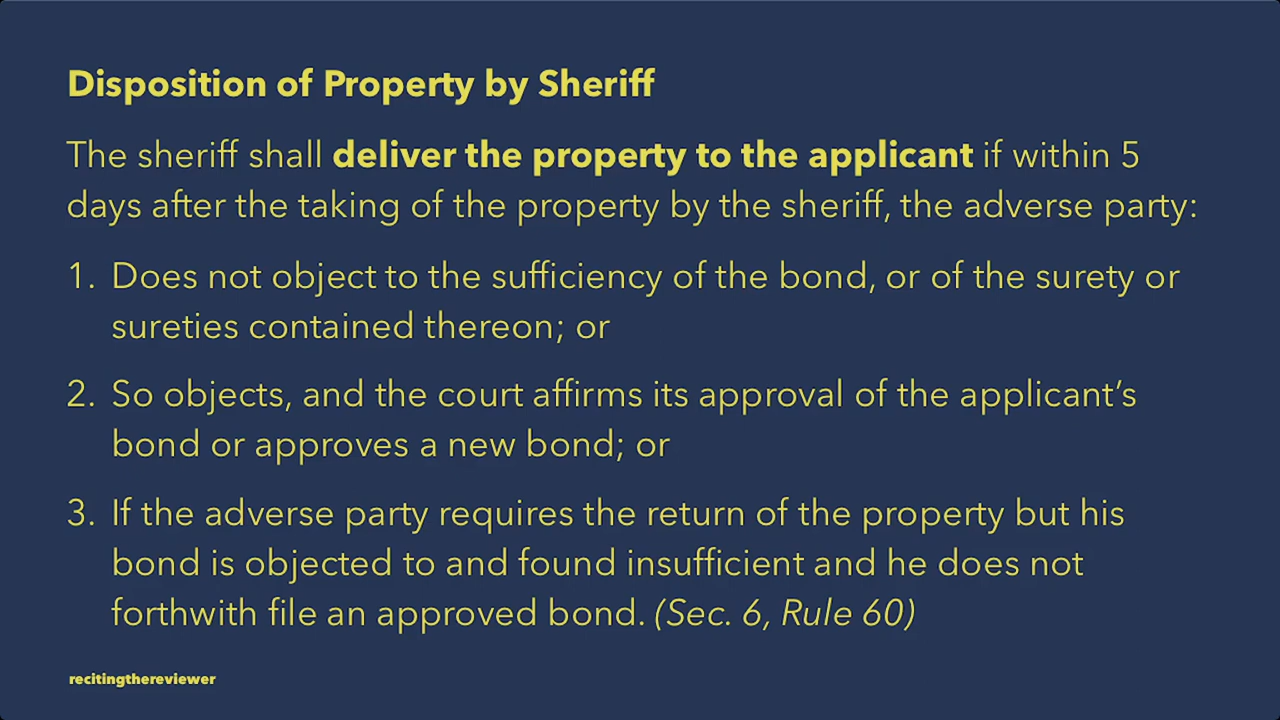 Disposition of Property by Sheriff
The sheriff shall deliver the property to the applicant if within 5
days after the taking of the property by the sheriff, the adverse party:
1. Does not object to the sufficiency of the bond, or of the surety or
sureties contained thereon; or
2. So objects, and the court affirms its approval of the applicant’s
bond or approves a new bond; or
3. If the adverse party requires the return of the property but his
bond is objected to and found insufficient and he does not
forthwith file an approved bond. (Sec. 6, Rule 60)
recitingthereviewer